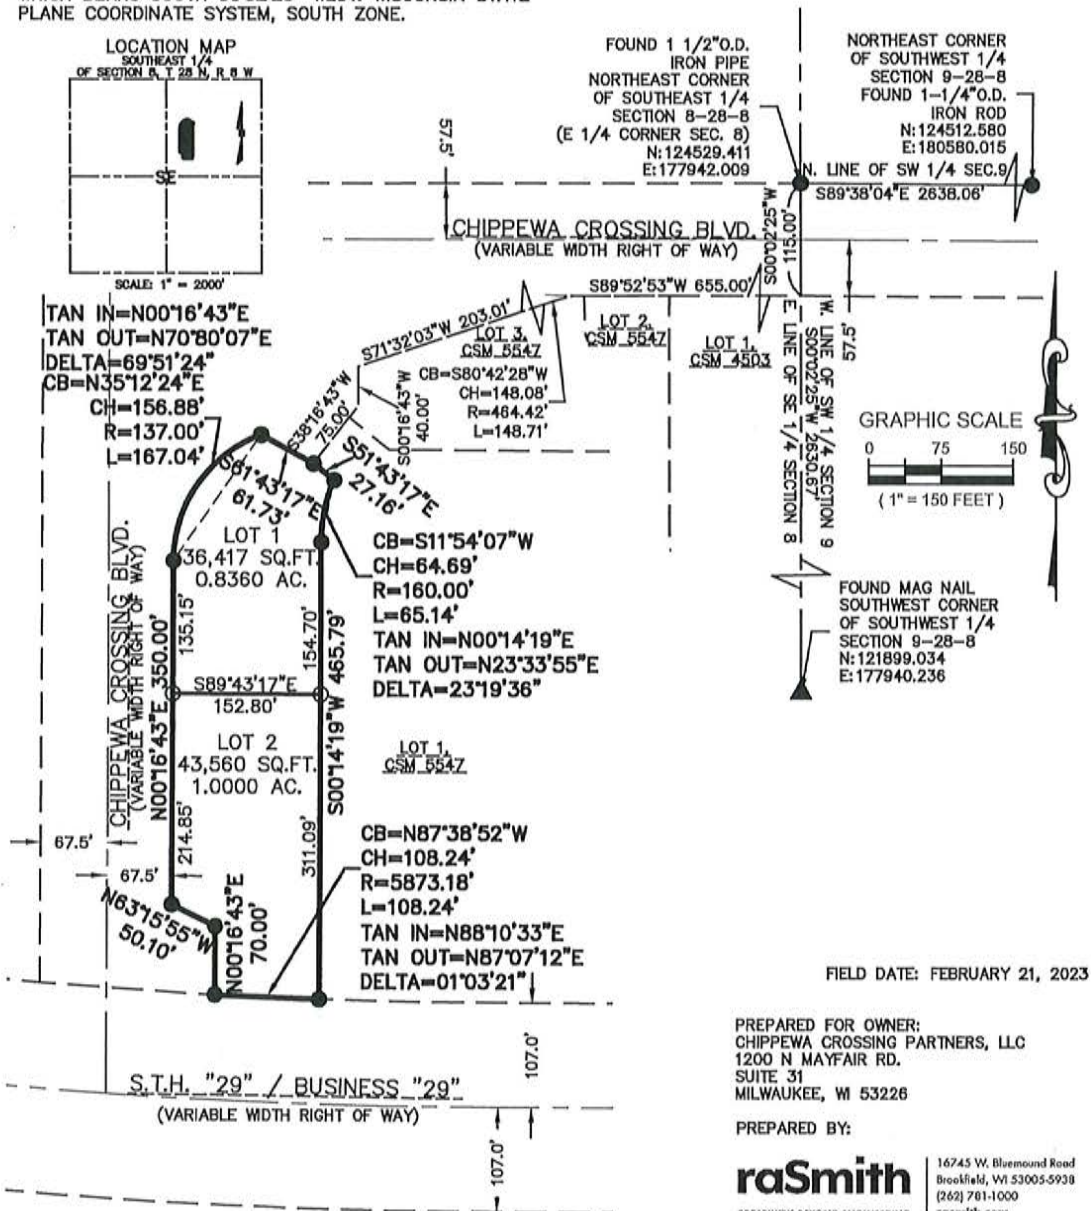 PLANE COORDINATE SYSTEM, SOUTH ZONE.
LOCATION MAP
SOUTHEAST 1/4
OF SECTION 8, T 28 N, R 8 W
SE
SCALE: 1" = 2000'
FOUND 1 1/2"O.D.
IRON PIPE
NORTHEAST CORNER
OF SOUTHEAST 1/4
SECTION 8-28-8
(E 1/4 CORNER SEC. 8)
N:124529.411
E:177942.009
NORTHEAST CORNER
OF SOUTHWEST 1/4
SECTION 9-28-8
FOUND 1-1/4"O.D.
IRON ROD
N:124512.580
E:180580.015
N. LINE OF SW 1/4 SEC.9
S89°38'04"E 2638.06'
57.5'
CHIPPEWA CROSSING BLVD.
(VARIABLE WIDTH RIGHT OF WAY)
S00°02'25"W
115.00'
S89°52'53"W 655.00'
57.5'
TAN IN=N00°16'43"E
TAN OUT=N70°80'07"E
DELTA=69°51'24"
CB=N35°12'24"E
CH=156.88'
R=137.00'
L=167.04'
S71°32'03"W 203.01'
LOT 3,
CSM 5547
LOT 2,
CSM 5547
LOT 1,
CSM 4503
CB=S80°42'28"W
CH=148.08'
R=464.42'
L=148.71'
S38°16'43"W
75.00'
S00°16'43"W
40.00'
E. LINE OF SE 1/4 SECTION 8
S00°02'25"W 2630.67'
W. LINE OF SW 1/4 SECTION 9
GRAPHIC SCALE
0 75 150
( 1" = 150 FEET )
S61°43'17"E
61.73'
S51°43'17"E
27.16'
LOT 1
36,417 SQ.FT.
0.8360 AC.
CB=S11°54'07"W
CH=64.69'
R=160.00'
L=65.14'
TAN IN=N00°14'19"E
TAN OUT=N23°33'55"E
DELTA=23°19'36"
CHIPPEWA CROSSING BLVD.
(VARIABLE WIDTH RIGHT OF WAY)
N00°16'43"E 350.00'
135.15'
154.70'
S00°14'19"W 465.79'
S89°43'17"E
152.80'
FOUND MAG NAIL
SOUTHWEST CORNER
OF SOUTHWEST 1/4
SECTION 9-28-8
N:121899.034
E:177940.236
LOT 2
43,560 SQ.FT.
1.0000 AC.
LOT 1,
CSM 5547
214.85'
311.09'
67.5'
67.5'
N63°15'55"W
50.10'
N00°16'43"E
70.00'
CB=N87°38'52"W
CH=108.24'
R=5873.18'
L=108.24'
TAN IN=N88°10'33"E
TAN OUT=N87°07'12"E
DELTA=01°03'21"
FIELD DATE: FEBRUARY 21, 2023
107.0'
S.T.H. "29" / BUSINESS "29"
(VARIABLE WIDTH RIGHT OF WAY)
107.0'
PREPARED FOR OWNER:
CHIPPEWA CROSSING PARTNERS, LLC
1200 N MAYFAIR RD.
SUITE 31
MILWAUKEE, WI 53226
PREPARED BY:
raSmith
16745 W. Bluemound Road
Brookfield, WI 53005-5938
(262) 781-1000